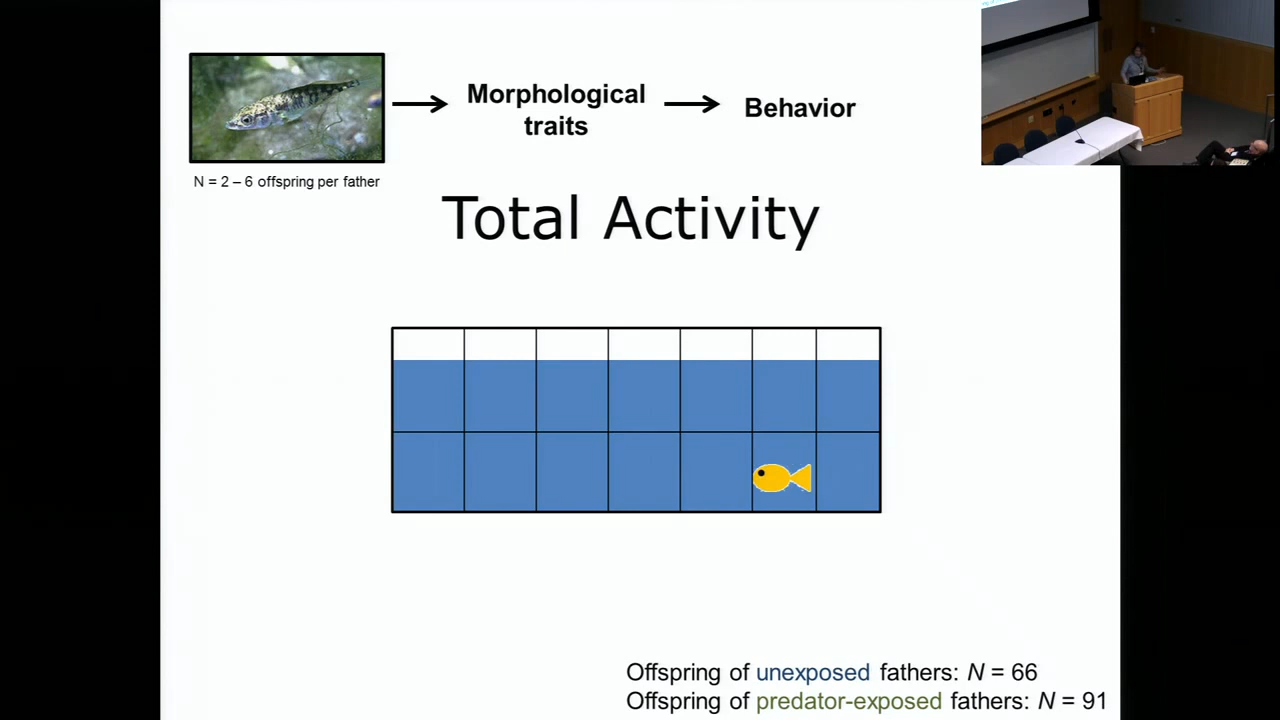 Morphological
traits
Behavior
N = 2 – 6 offspring per father
Total Activity
Offspring of unexposed fathers: N = 66
Offspring of predator-exposed fathers: N = 91